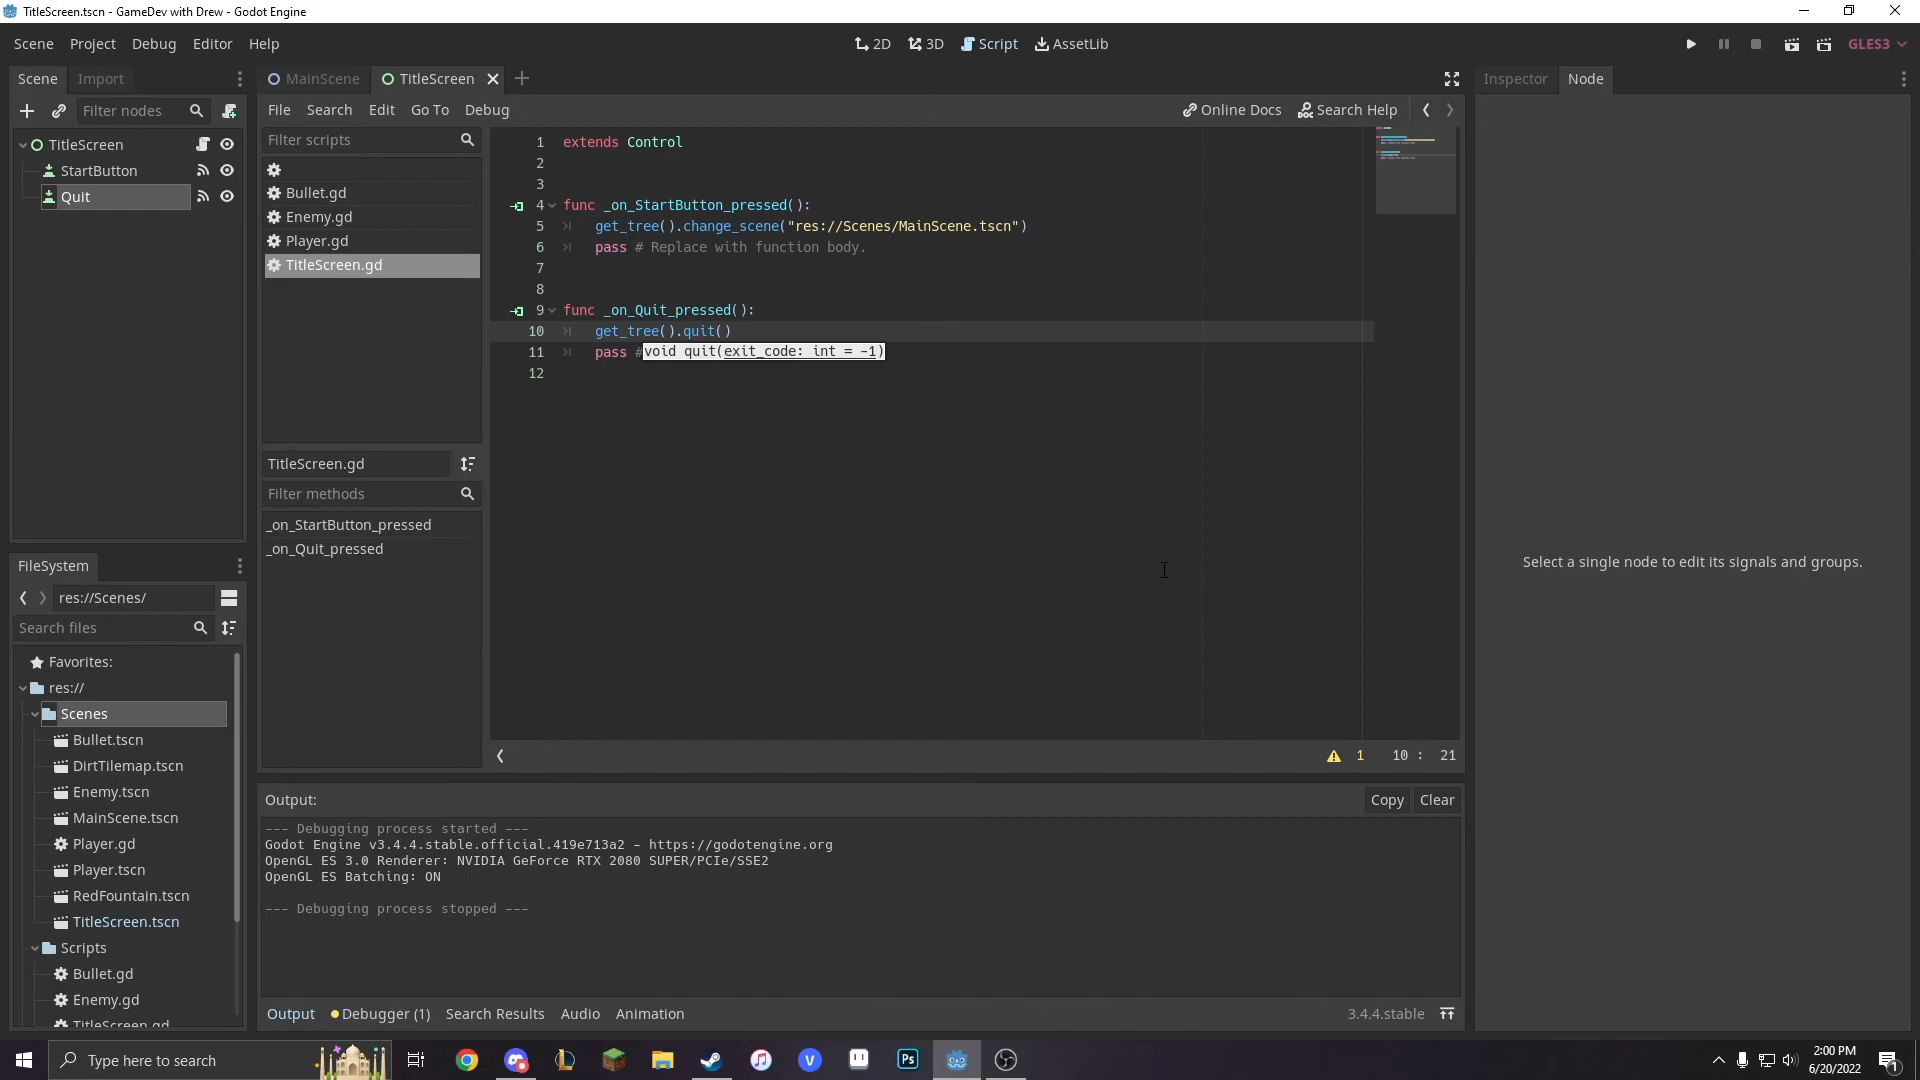 TitleScreen.tscn - GameDev with Drew - Godot Engine
Scene Project Debug Editor Help
2D 3D Script AssetLib
GLES3
Scene Import
MainScene TitleScreen
Inspector Node
Filter nodes
File Search Edit Go To Debug
Online Docs Search Help
TitleScreen
StartButton
Quit
Filter scripts
Bullet.gd
Enemy.gd
Player.gd
TitleScreen.gd
TitleScreen.gd
Filter methods
_on_StartButton_pressed
_on_Quit_pressed
1 extends Control
2
3
4 func _on_StartButton_pressed():
5 get_tree().change_scene("res://Scenes/MainScene.tscn")
6 pass # Replace with function body.
7
8
9 func _on_Quit_pressed():
10 get_tree().quit()
11 pass #
void quit(exit_code: int = -1)
12
1 10 : 21
Select a single node to edit its signals and groups.
FileSystem
res://Scenes/
Search files
Favorites:
res://
Scenes
Bullet.tscn
DirtTilemap.tscn
Enemy.tscn
MainScene.tscn
Player.gd
Player.tscn
RedFountain.tscn
TitleScreen.tscn
Scripts
Bullet.gd
Enemy.gd
TitleScreen.gd
Output:
Copy Clear
--- Debugging process started ---
Godot Engine v3.4.4.stable.official.419e713a2 - https://godotengine.org
OpenGL ES 3.0 Renderer: NVIDIA GeForce RTX 2080 SUPER/PCIe/SSE2
OpenGL ES Batching: ON
--- Debugging process stopped ---
Output Debugger (1) Search Results Audio Animation
3.4.4.stable
Type here to search
Ps
2:00 PM
6/20/2022
1